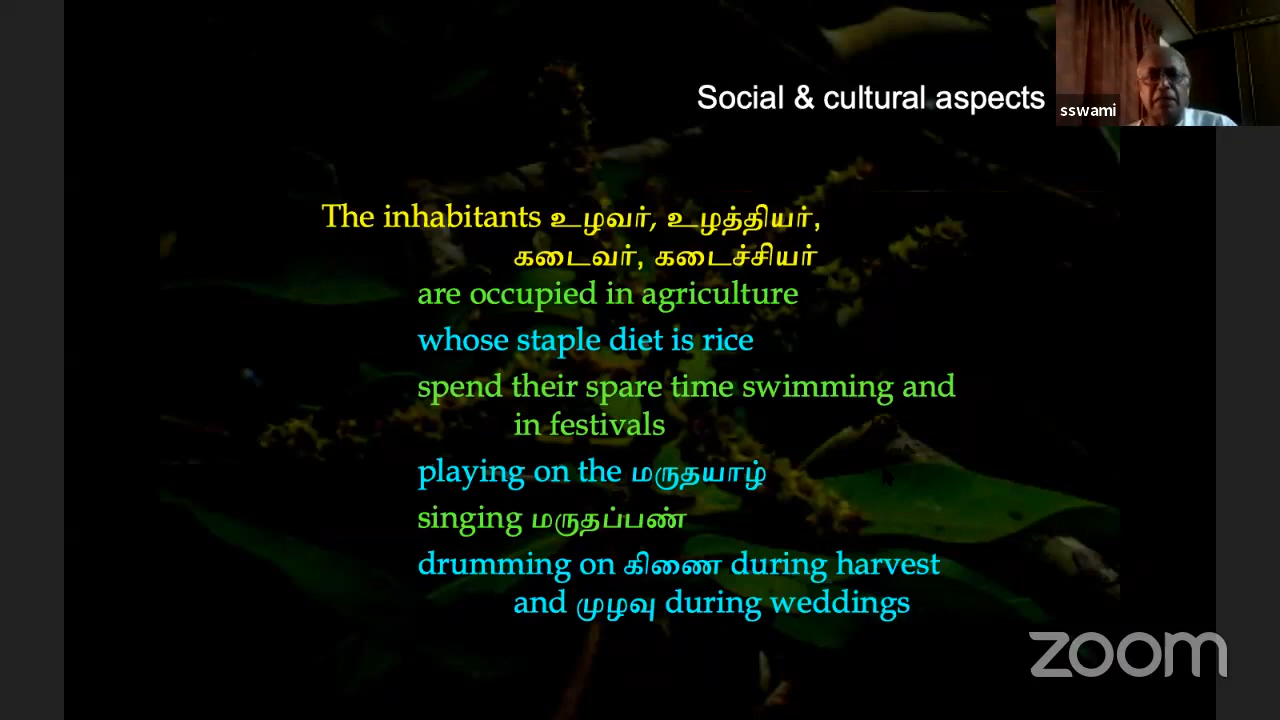 Social & cultural aspects
sswami
The inhabitants உழவர், உழத்தியர்,
கடைவர், கடைச்சியர்
are occupied in agriculture
whose staple diet is rice
spend their spare time swimming and
in festivals
playing on the மருதயாழ்
singing மருதப்பண்
drumming on கிணை during harvest
and முழவு during weddings
zoom